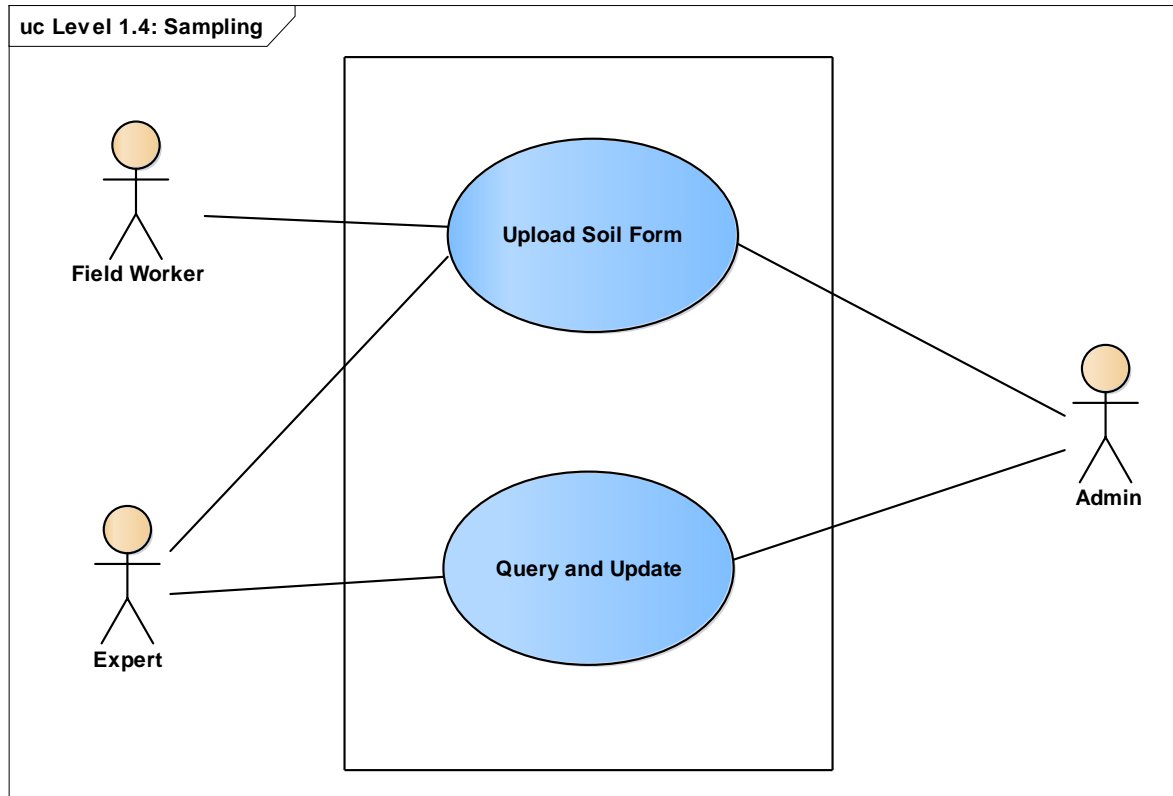 uc Level 1.4: Sampling
Field Worker
Upload Soil Form
Admin
Expert
Query and Update